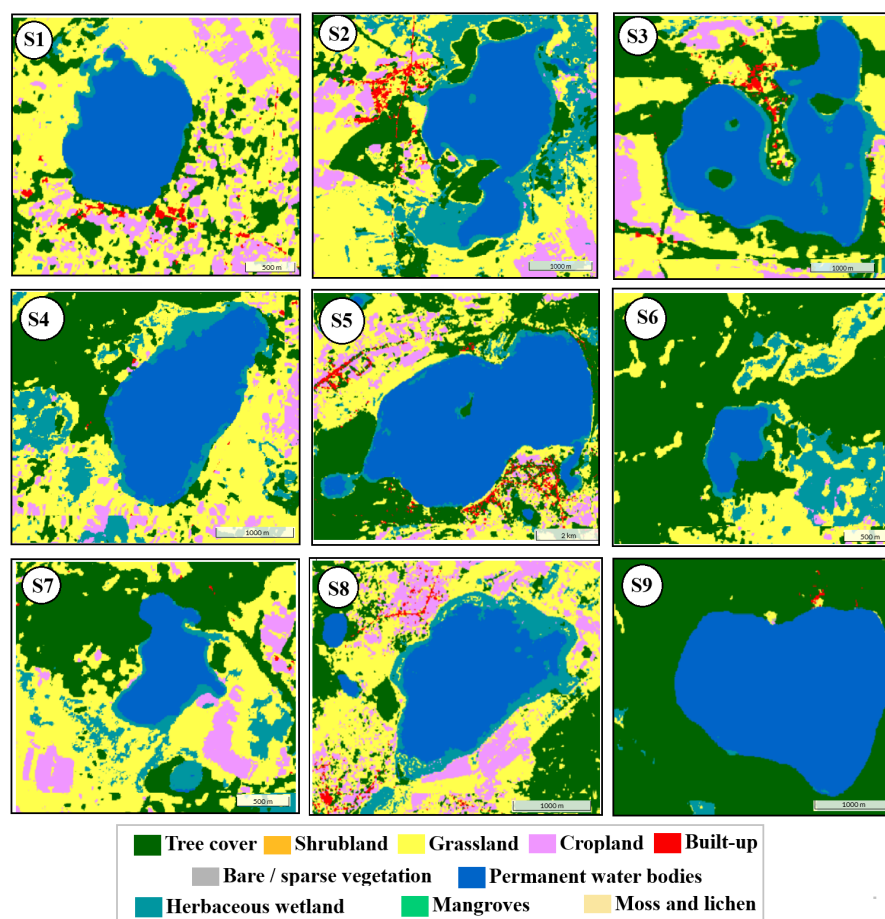 S1
S2
S3
500 m
1000 m
1000 m
S4
S5
S6
1000 m
2 km
500 m
S7
S8
S9
500 m
1000 m
1000 m
Tree cover Shrubland Grassland Cropland Built-up
Bare / sparse vegetation Permanent water bodies
Herbaceous wetland Mangroves Moss and lichen